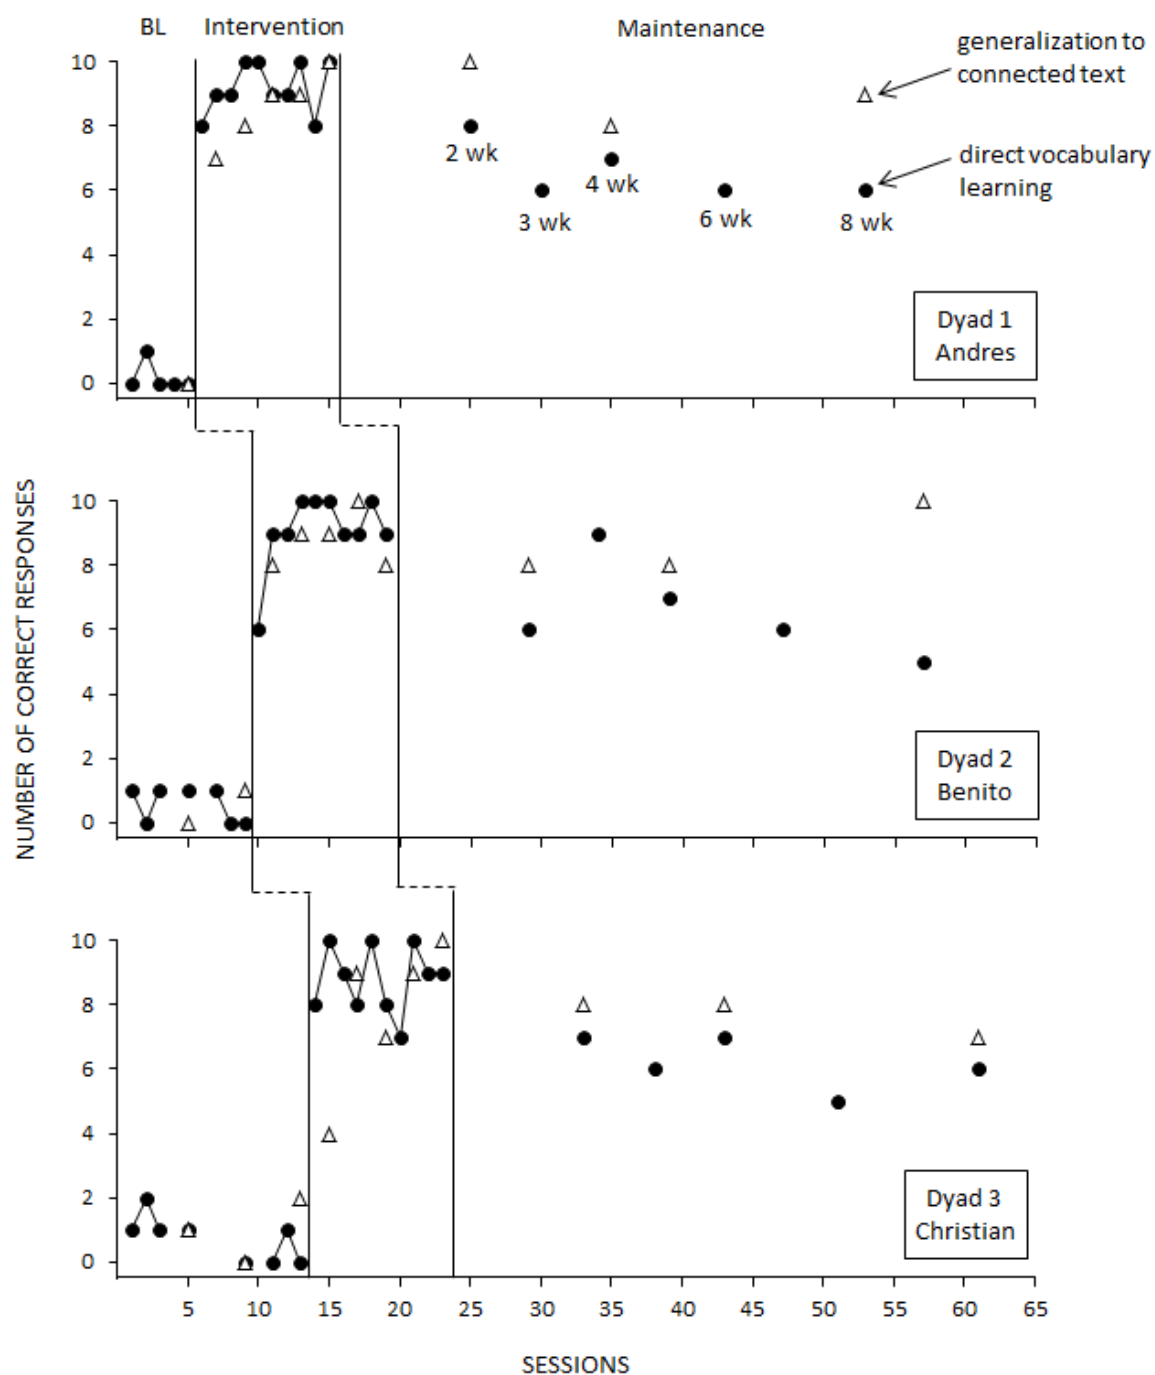 BL Intervention Maintenance
generalization to
connected text
direct vocabulary
learning
10
8
6
4
2
0
2 wk
3 wk
4 wk
6 wk
8 wk
Dyad 1
Andres
NUMBER OF CORRECT RESPONSES
10
8
6
4
2
0
Dyad 2
Benito
10
8
6
4
2
0
Dyad 3
Christian
5 10 15 20 25 30 35 40 45 50 55 60 65
SESSIONS